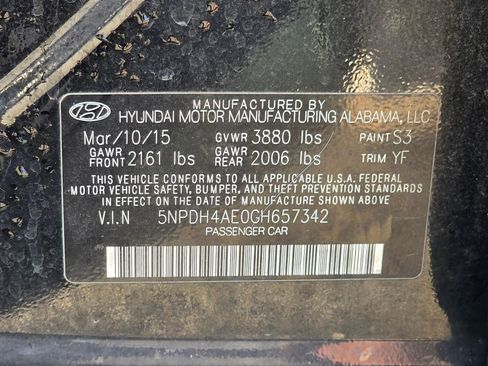 MANUFACTURED BY
HYUNDAI MOTOR MANUFACTURING ALABAMA, LLC
Mar/10/15 GVWR 3880 lbs PAINT S3
GAWR FRONT 2161 lbs GAWR REAR 2006 lbs TRIM YF
THIS VEHICLE CONFORMS TO ALL APPLICABLE U.S.A FEDERAL
MOTOR VEHICLE SAFETY, BUMPER, AND THEFT PREVENTION
STANDARDS IN EFFECT ON THE DATE OF MANUFACTURE SHOWN ABOVE
V.I.N 5NPDH4AE0GH657342
PASSENGER CAR